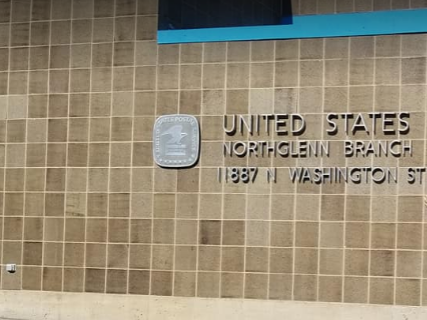 UNITED STATES
NORTHGLENN BRANCH
11887 N WASHINGTON ST